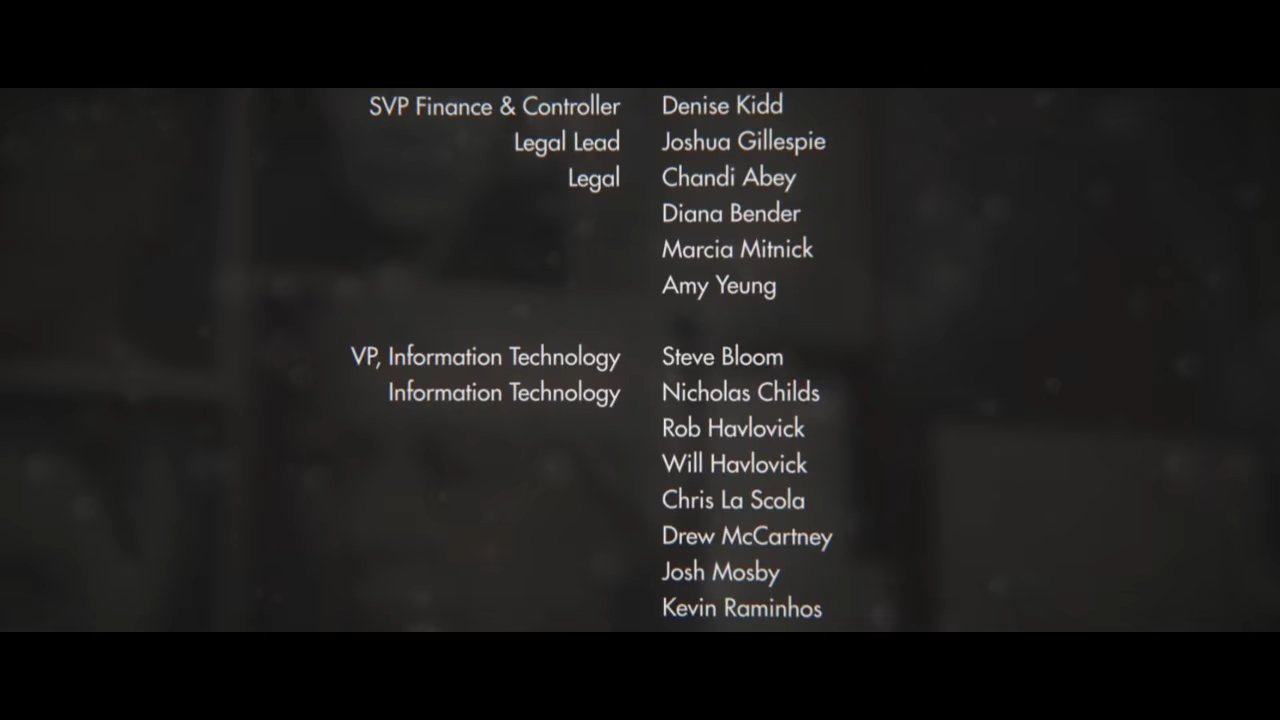 SVP Finance & Controller Denise Kidd
Legal Lead Joshua Gillespie
Legal Chandi Abey
Diana Bender
Marcia Mitnick
Amy Yeung
VP, Information Technology Steve Bloom
Information Technology Nicholas Childs
Rob Havlovick
Will Havlovick
Chris La Scola
Drew McCartney
Josh Mosby
Kevin Raminhos